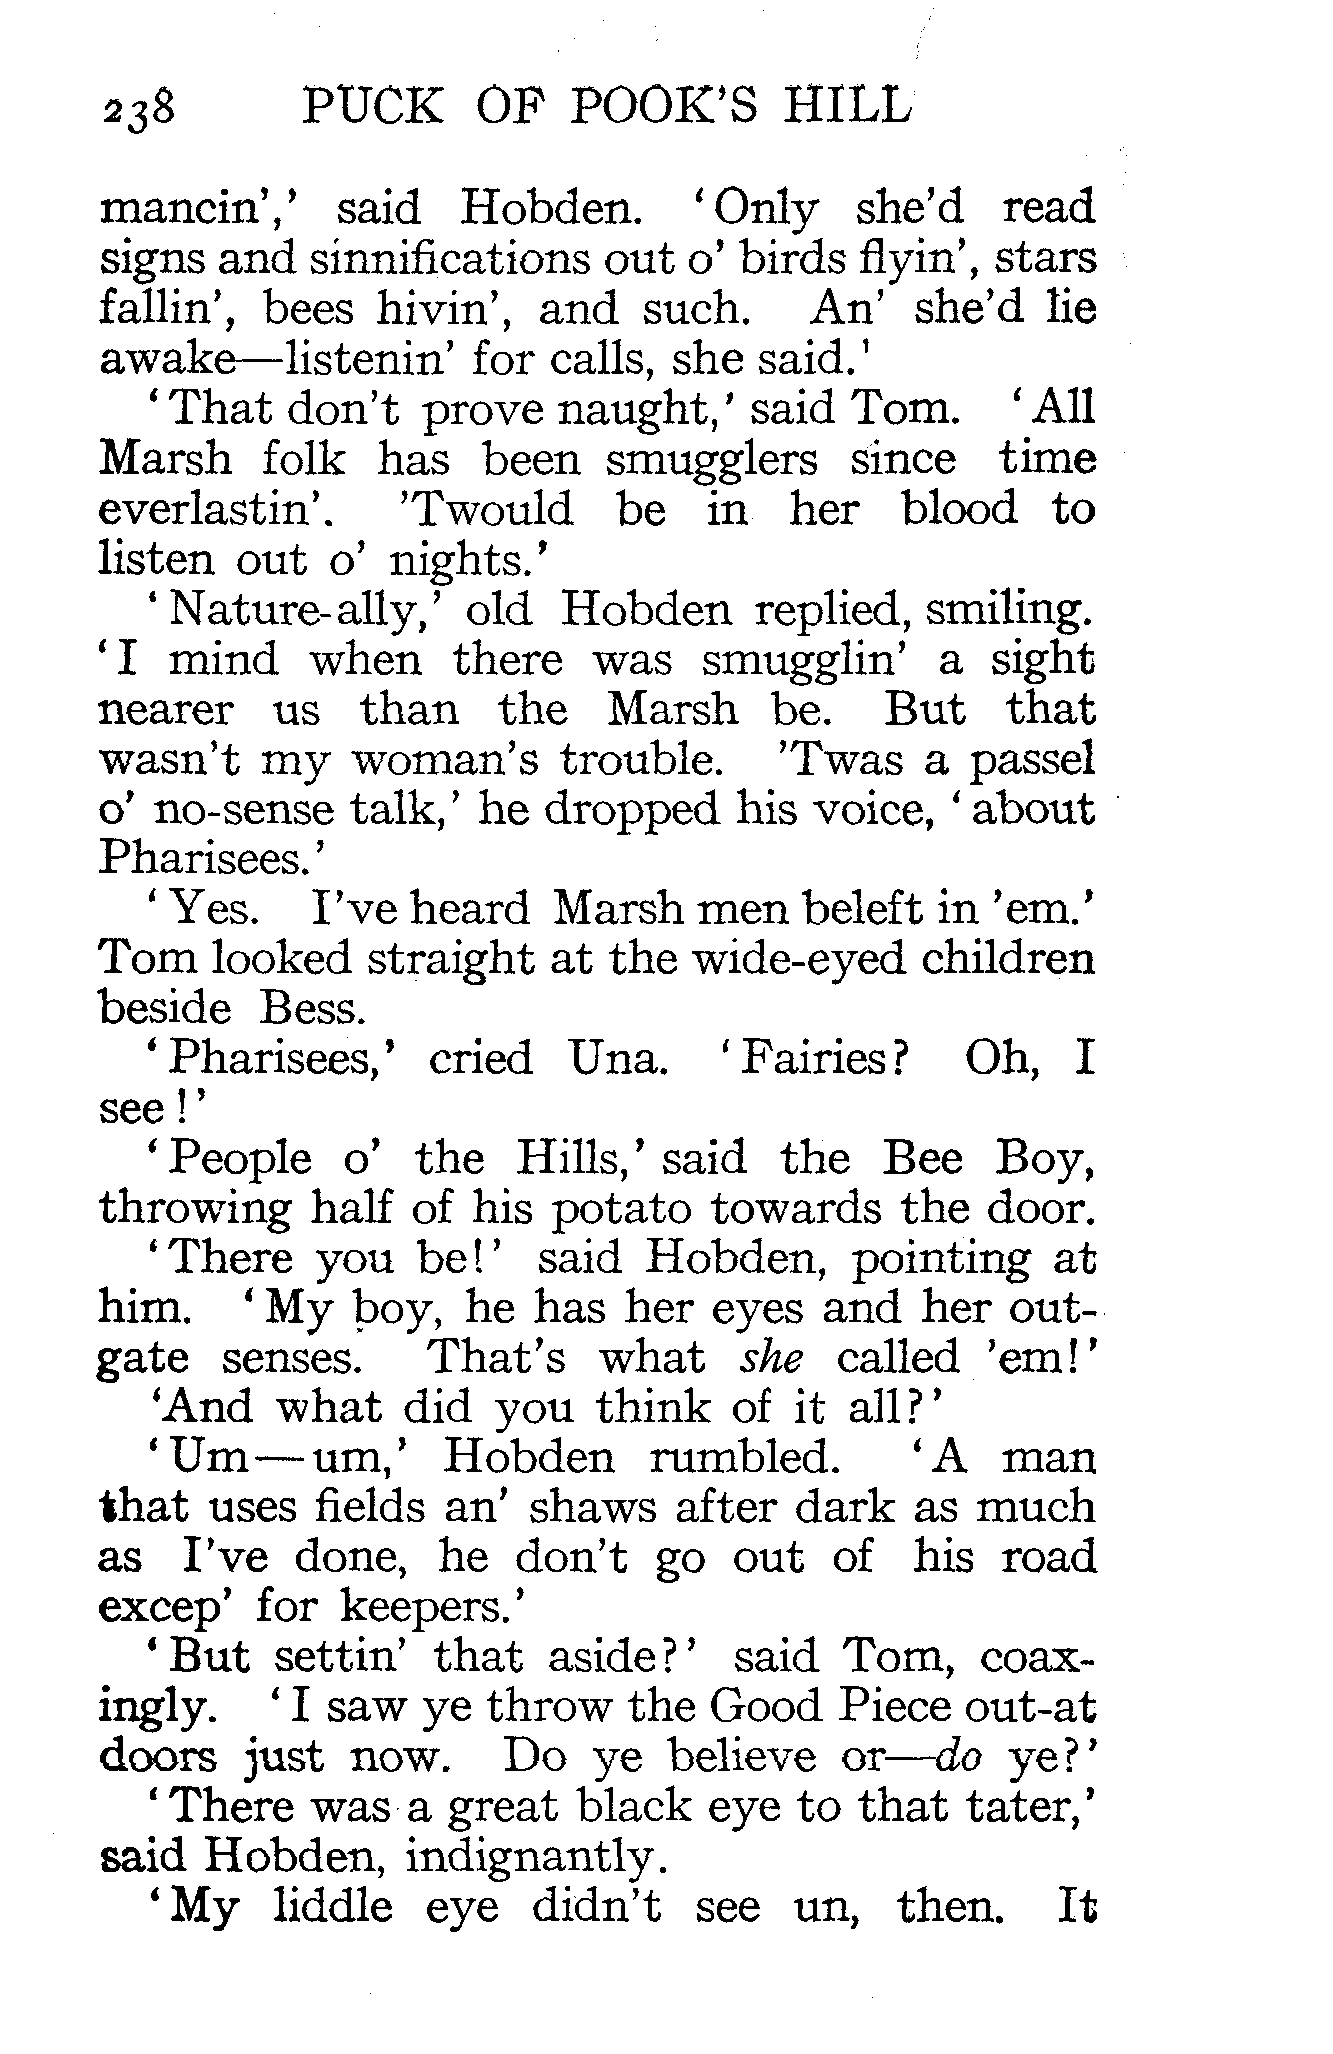 238 PUCK OF POOK'S HILL
mancin',' said Hobden. 'Only she'd read
signs and sinnifications out o' birds flyin', stars
fallin', bees hivin', and such. An' she'd lie
awake—listenin' for calls, she said.'
'That don't prove naught,' said Tom. 'All
Marsh folk has been smugglers since time
everlastin'. 'Twould be in her blood to
listen out o' nights.'
'Nature-ally,' old Hobden replied, smiling.
'I mind when there was smugglin' a sight
nearer us than the Marsh be. But that
wasn't my woman's trouble. 'Twas a passel
o' no-sense talk,' he dropped his voice, 'about
Pharisees.'
'Yes. I've heard Marsh men beleft in 'em.'
Tom looked straight at the wide-eyed children
beside Bess.
'Pharisees,' cried Una. 'Fairies? Oh, I
see!'
'People o' the Hills,' said the Bee Boy,
throwing half of his potato towards the door.
'There you be!' said Hobden, pointing at
him. 'My boy, he has her eyes and her out-
gate senses. That's what she called 'em!'
'And what did you think of it all?'
'Um—um,' Hobden rumbled. 'A man
that uses fields an' shaws after dark as much
as I've done, he don't go out of his road
excep' for keepers.'
'But settin' that aside?' said Tom, coax-
ingly. 'I saw ye throw the Good Piece out-at
doors just now. Do ye believe or—do ye?'
'There was a great black eye to that tater,'
said Hobden, indignantly.
'My liddle eye didn't see un, then. It